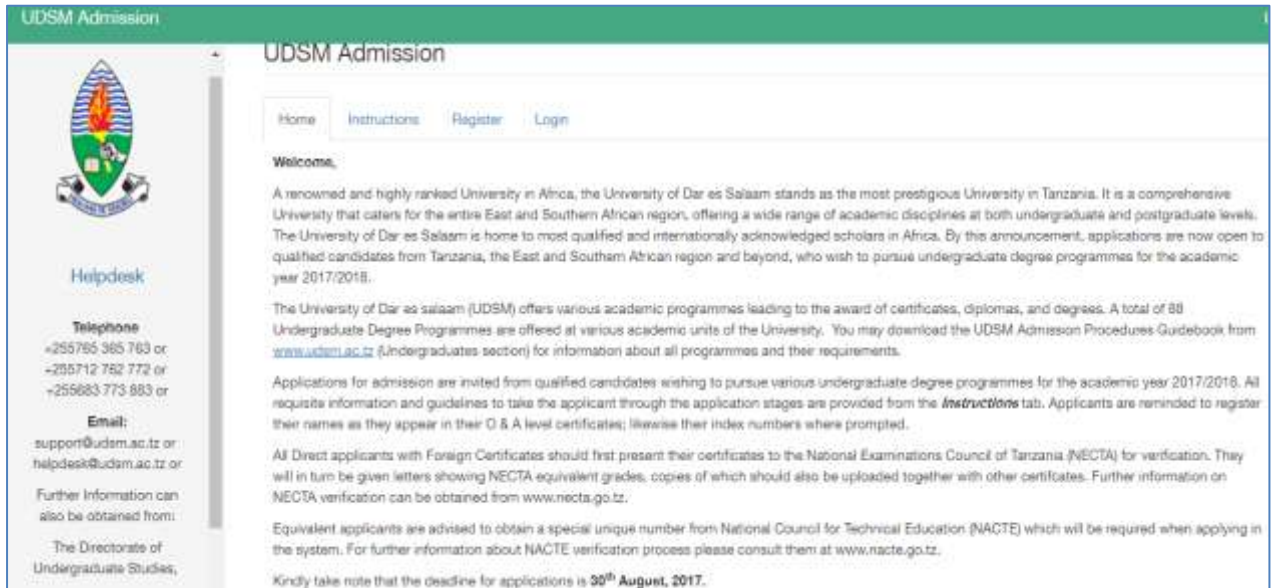 UDSM Admission
UDSM Admission
Home Instructions Register Login
Welcome,
A renowned and highly ranked University in Africa, the University of Dar es Salaam stands as the most prestigious University in Tanzania. It is a comprehensive
University that caters for the entire East and Southern African region, offering a wide range of academic disciplines at both undergraduate and postgraduate levels.
The University of Dar es Salaam is home to most qualified and internationally acknowledged scholars in Africa. By this announcement, applications are now open to
qualified candidates from Tanzania, the East and Southern African region and beyond, who wish to pursue undergraduate degree programmes for the academic
year 2017/2018.
The University of Dar es salaam (UDSM) offers various academic programmes leading to the award of certificates, diplomas, and degrees. A total of 88
Undergraduate Degree Programmes are offered at various academic units of the University. You may download the UDSM Admission Procedures Guidebook from
www.udsm.ac.tz (Undergraduates section) for information about all programmes and their requirements.
Applications for admission are invited from qualified candidates wishing to pursue various undergraduate degree programmes for the academic year 2017/2018. All
requisite information and guidelines to take the applicant through the application stages are provided from the Instructions tab. Applicants are reminded to register
their names as they appear in their O & A level certificates; likewise their index numbers where prompted.
All Direct applicants with Foreign Certificates should first present their certificates to the National Examinations Council of Tanzania (NECTA) for verification. They
will in turn be given letters showing NECTA equivalent grades, copies of which should also be uploaded together with other certifcates. Further information on
NECTA verification can be obtained from www.necta.go.tz.
Equivalent applicants are advised to obtain a special unique number from National Council for Technical Education (NACTE) which will be required when applying in
the system. For further information about NACTE verification process please consult them at www.nacte.go.tz.
Kindly take note that the deadline for applications is 30th August, 2017.
Helpdesk
Telephone
+255765 365 763 or
+255712 762 772 or
+255683 773 883 or
Email:
support@udsm.ac.tz or
helpdesk@udsm.ac.tz or
Further Information can
also be obtained from:
The Directorate of
Undergraduate Studies,